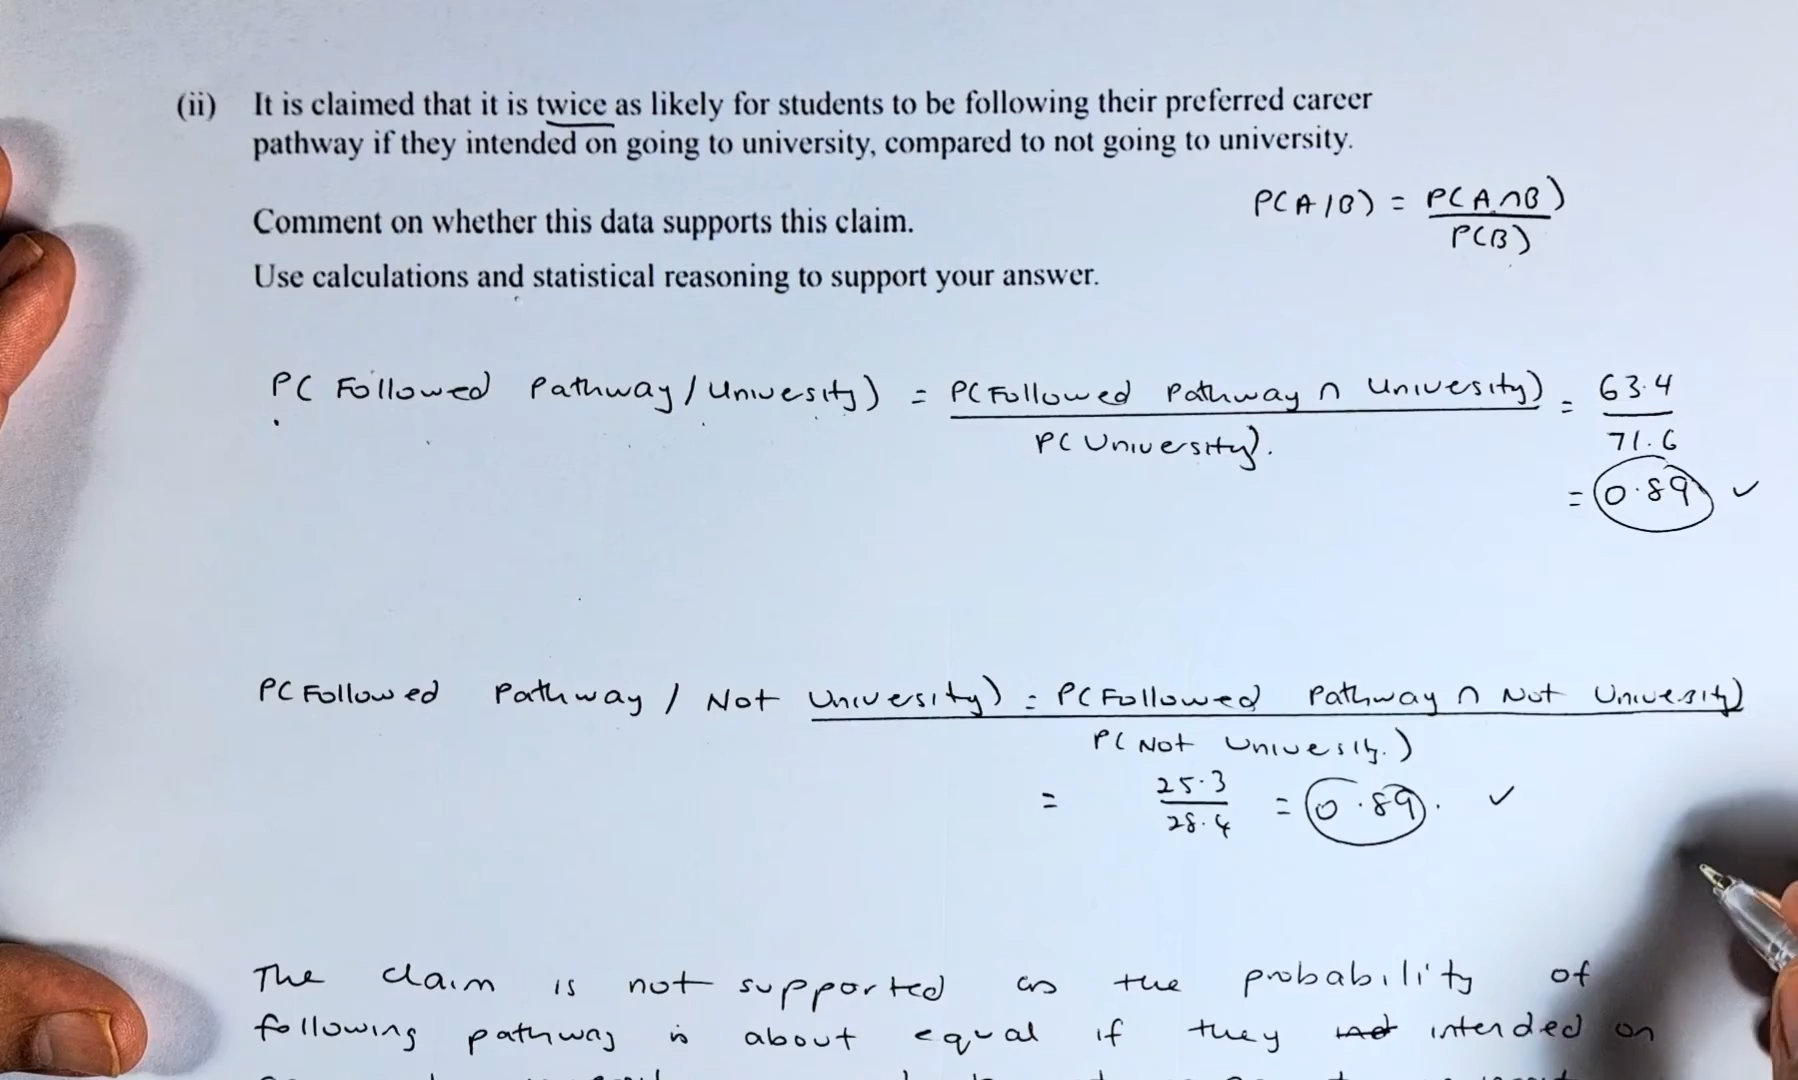 (ii) It is claimed that it is twice as likely for students to be following their preferred career
pathway if they intended on going to university, compared to not going to university.
P(A/B) = P(A∩B)
P(B)
Comment on whether this data supports this claim.
Use calculations and statistical reasoning to support your answer.
P( Followed Pathway / Univesity) = P( Followed Pathway ∩ University) = 63.4
P( University). 71.6
= 0.89 ✓
P( Followed Pathway / Not University) = P( Followed Pathway ∩ Not University)
P( Not University.)
= 25.3 = 0.89. ✓
28.4
The claim is not supported as the probability of
following pathway is about equal if they intended on